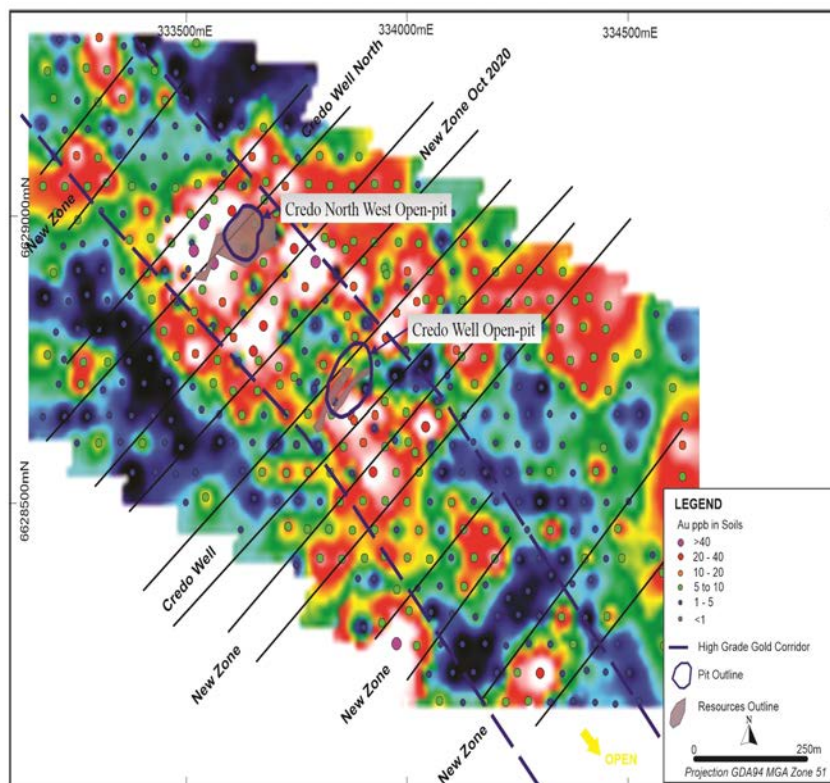 333500mE
334000mE
334500mE
Credo Well North
New Zone Oct 2020
New Zone
6629000mN
Credo North West Open-pit
Credo Well Open-pit
6628500mN
Credo Well
New Zone
New Zone
New Zone
OPEN
LEGEND
Au ppb in Soils
>40
20 - 40
10 - 20
5 to 10
1 - 5
<1
High Grade Gold Corridor
Pit Outline
Resources Outline
N
0 250m
Projection GDA94 MGA Zone 51